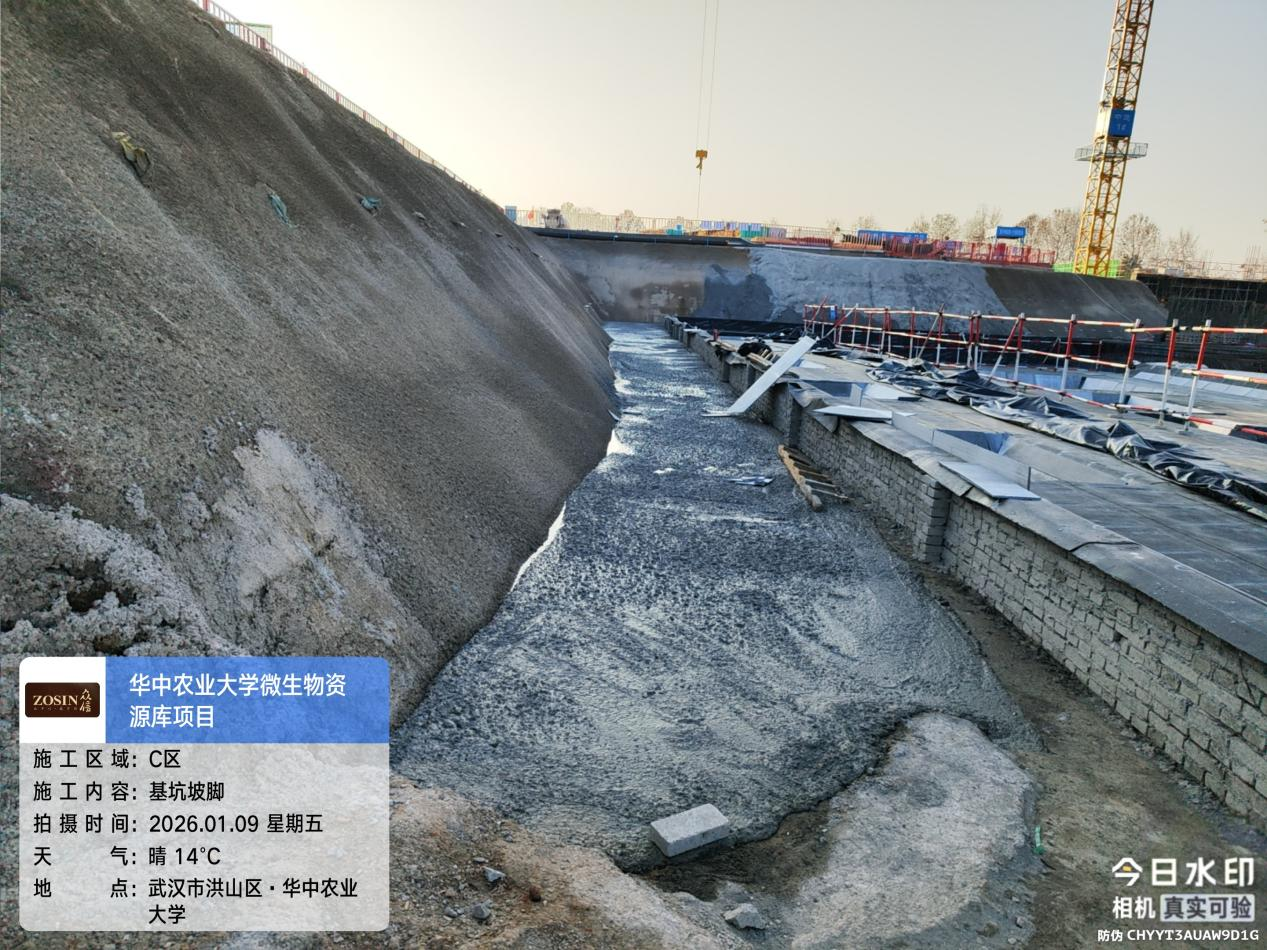 ZOSIN 众信
华中农业大学微生物资
源库项目
施工区域：C区
施工内容：基坑坡脚
拍摄时间：2026.01.09 星期五
天气：晴 14℃
地点：武汉市洪山区·华中农业
大学
今日水印
相机 真实可验
防伪 CHYYT3AUAW9D1G